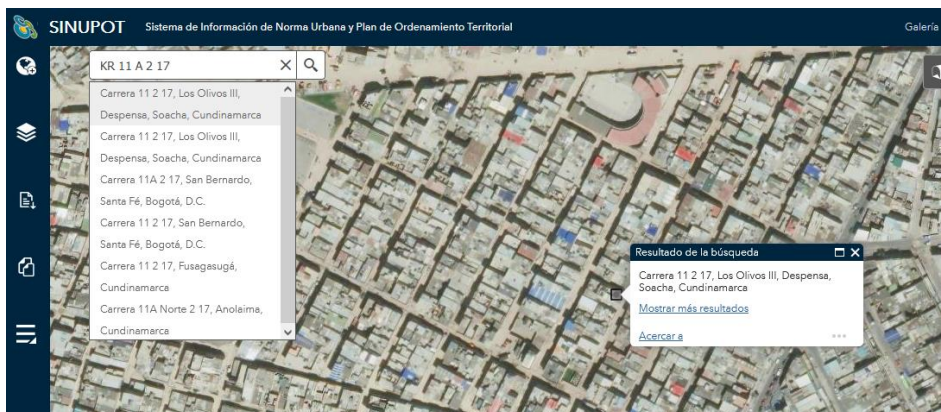 SINUPOT Sistema de Información de Norma Urbana y Plan de Ordenamiento Territorial
Galería
KR 11 A 2 17
Carrera 11 2 17, Los Olivos III,
Despensa, Soacha, Cundinamarca
Carrera 11 2 17, Los Olivos III,
Despensa, Soacha, Cundinamarca
Carrera 11A 2 17, San Bernardo,
Santa Fé, Bogotá, D.C.
Carrera 11 2 17, San Bernardo,
Santa Fé, Bogotá, D.C.
Carrera 11 2 17, Fusagasugá,
Cundinamarca
Carrera 11A Norte 2 17, Anolaima,
Cundinamarca
Resultado de la búsqueda
Carrera 11 2 17, Los Olivos III, Despensa,
Soacha, Cundinamarca
Mostrar más resultados
Acercar a